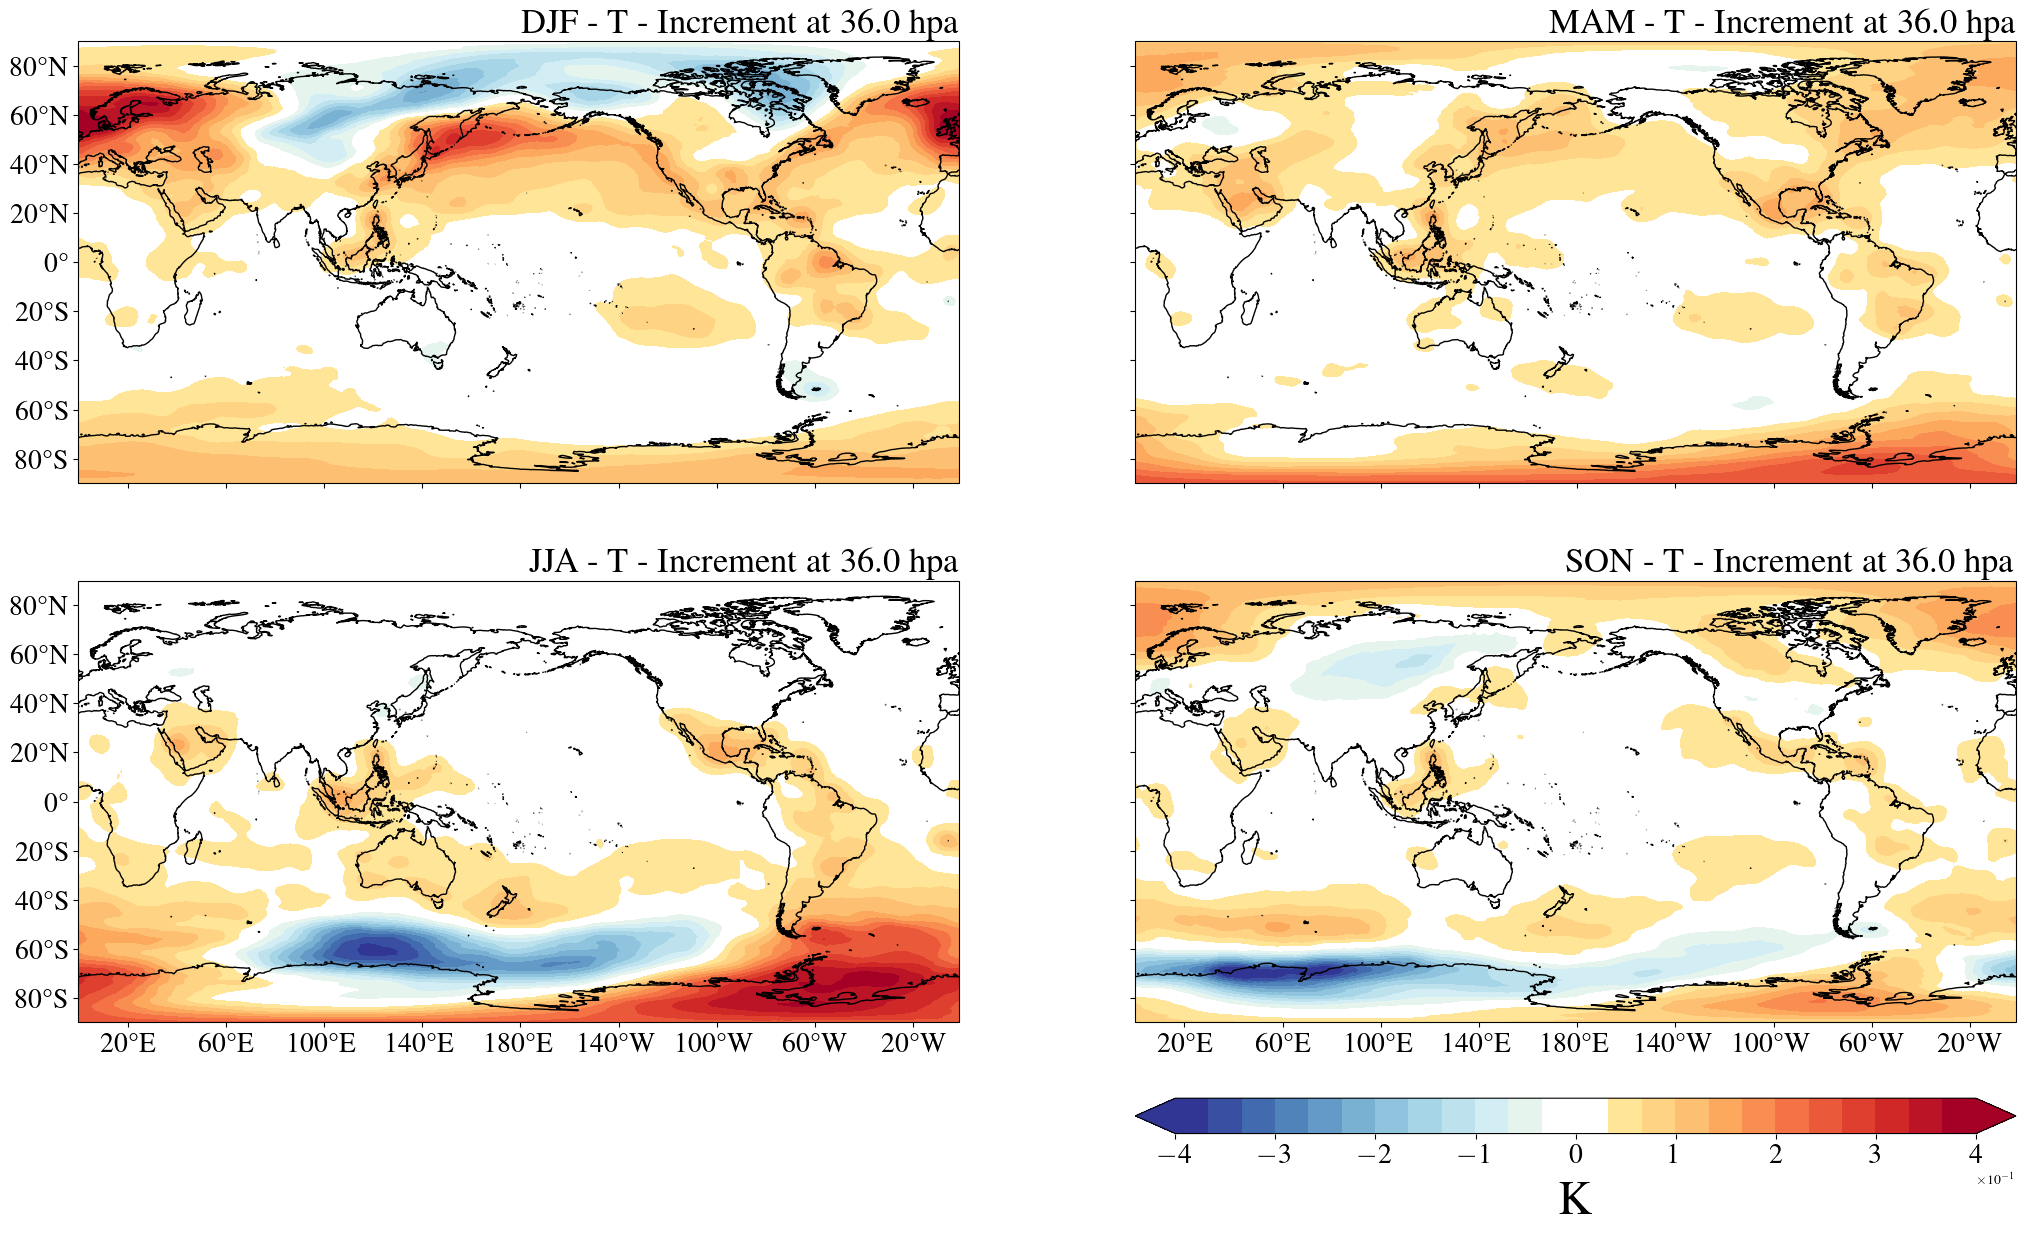 DJF - T - Increment at 36.0 hpa
MAM - T - Increment at 36.0 hpa
80°N
60°N
40°N
20°N
0°
20°S
40°S
60°S
80°S
JJA - T - Increment at 36.0 hpa
SON - T - Increment at 36.0 hpa
80°N
60°N
40°N
20°N
0°
20°S
40°S
60°S
80°S
20°E 60°E 100°E 140°E 180°E 140°W 100°W 60°W 20°W
20°E 60°E 100°E 140°E 180°E 140°W 100°W 60°W 20°W
−4 −3 −2 −1 0 1 2 3 4
×10⁻¹
K